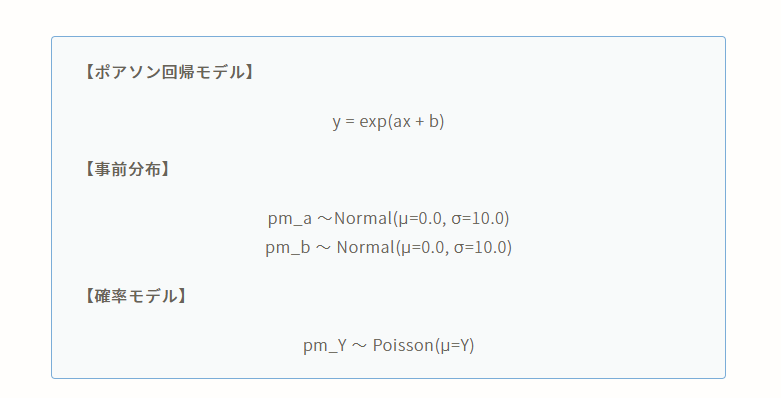 【ポアソン回帰モデル】
y = exp(ax + b)
【事前分布】
pm_a ～Normal(μ=0.0, σ=10.0)
pm_b ～ Normal(μ=0.0, σ=10.0)
【確率モデル】
pm_Y ～ Poisson(μ=Y)